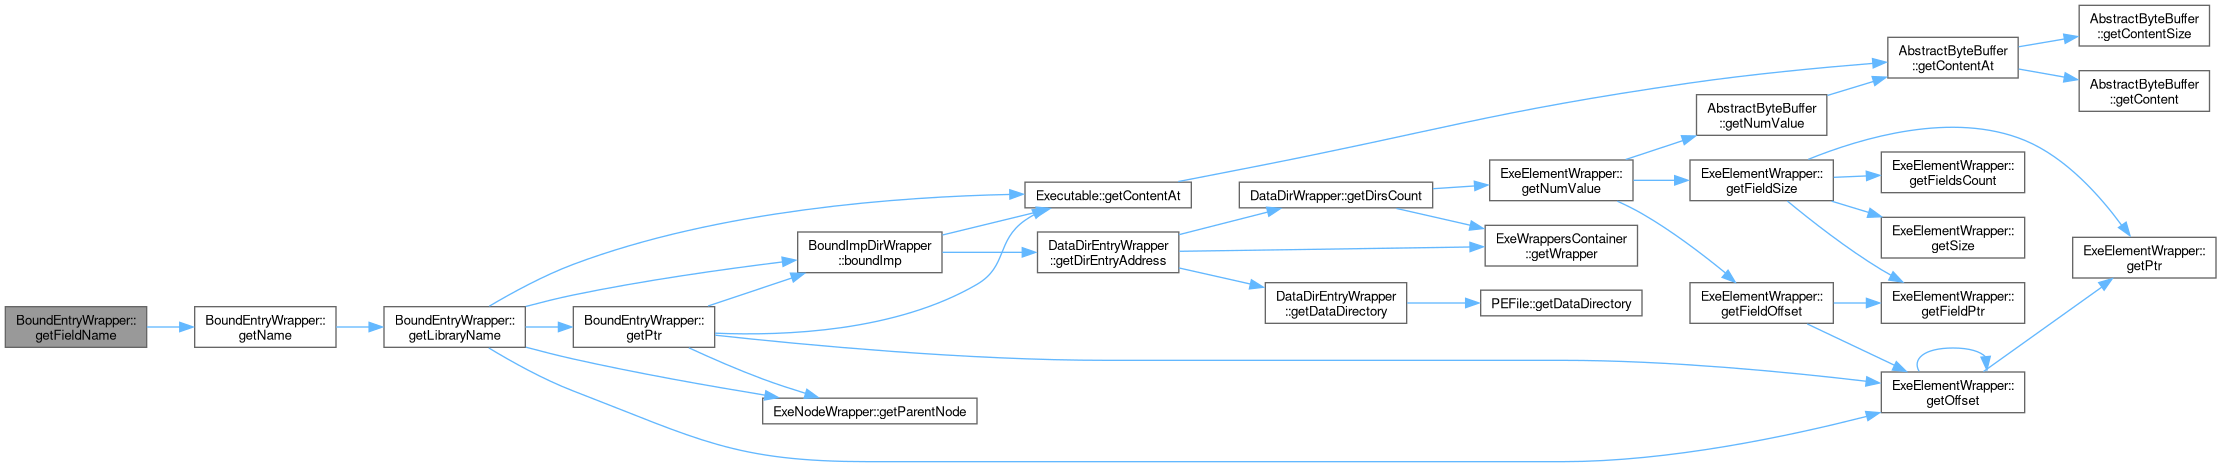 BoundEntryWrapper::
getFieldName
BoundEntryWrapper::
getName
BoundEntryWrapper::
getLibraryName
BoundEntryWrapper::
getPtr
BoundImpDirWrapper
::boundImp
ExeNodeWrapper::getParentNode
Executable::getContentAt
DataDirEntryWrapper
::getDirEntryAddress
DataDirWrapper::getDirsCount
DataDirEntryWrapper
::getDataDirectory
ExeElementWrapper::
getNumValue
ExeWrappersContainer
::getWrapper
PEFile::getDataDirectory
AbstractByteBuffer
::getNumValue
ExeElementWrapper::
getFieldSize
ExeElementWrapper::
getFieldOffset
AbstractByteBuffer
::getContentAt
ExeElementWrapper::
getFieldsCount
ExeElementWrapper::
getSize
ExeElementWrapper::
getFieldPtr
ExeElementWrapper::
getOffset
AbstractByteBuffer
::getContentSize
AbstractByteBuffer
::getContent
ExeElementWrapper::
getPtr